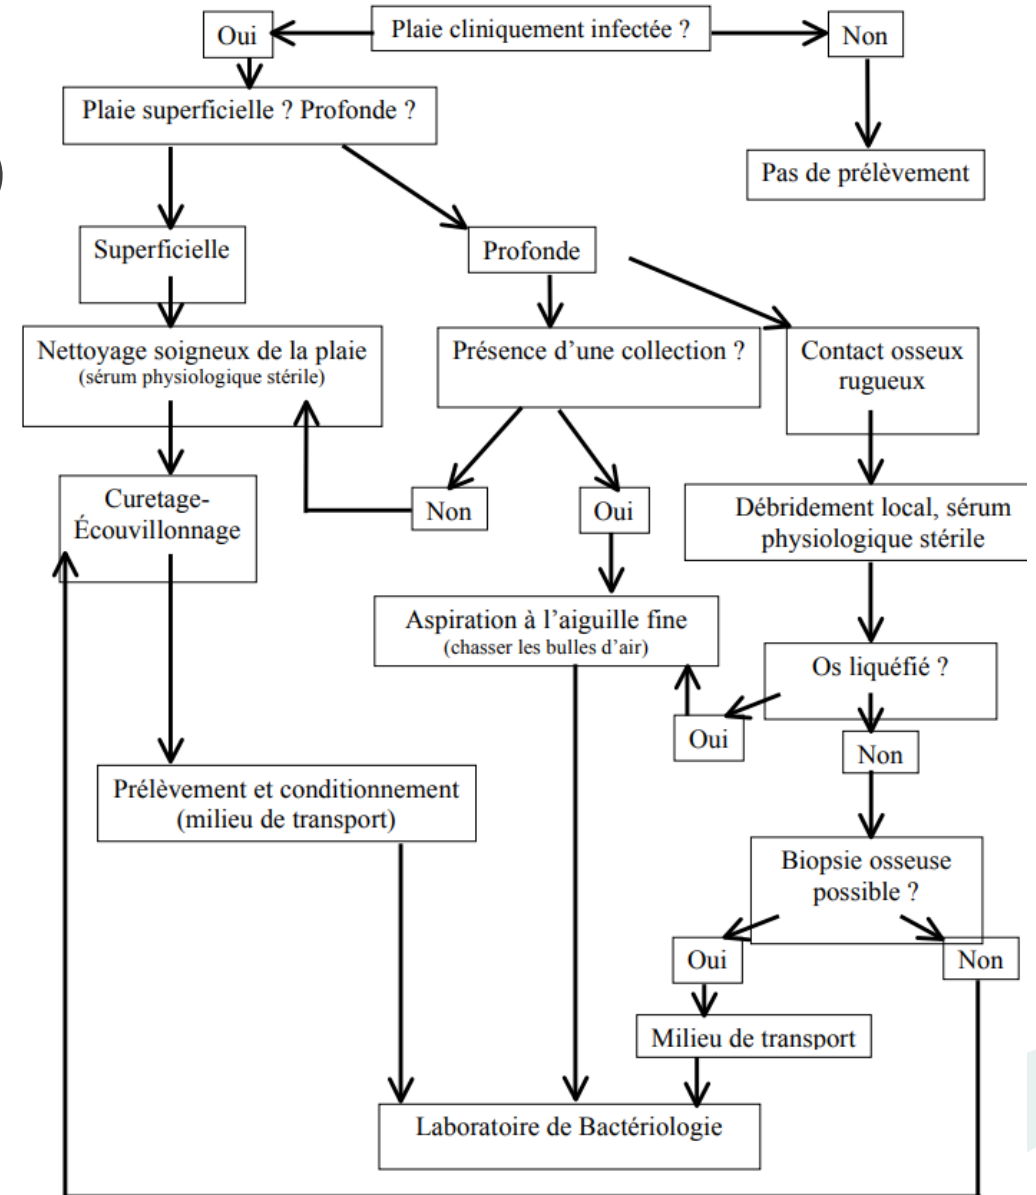 Plaie cliniquement infectée ?
Oui
Non
Plaie superficielle ? Profonde ?
Pas de prélèvement
Superficielle
Profonde
Nettoyage soigneux de la plaie
(sérum physiologique stérile)
Présence d’une collection ?
Contact osseux
rugueux
Curetage-
Écouvillonnage
Non
Oui
Débridement local, sérum
physiologique stérile
Aspiration à l’aiguille fine
(chasser les bulles d’air)
Os liquéfié ?
Oui
Non
Prélèvement et conditionnement
(milieu de transport)
Biopsie osseuse
possible ?
Oui
Non
Milieu de transport
Laboratoire de Bactériologie